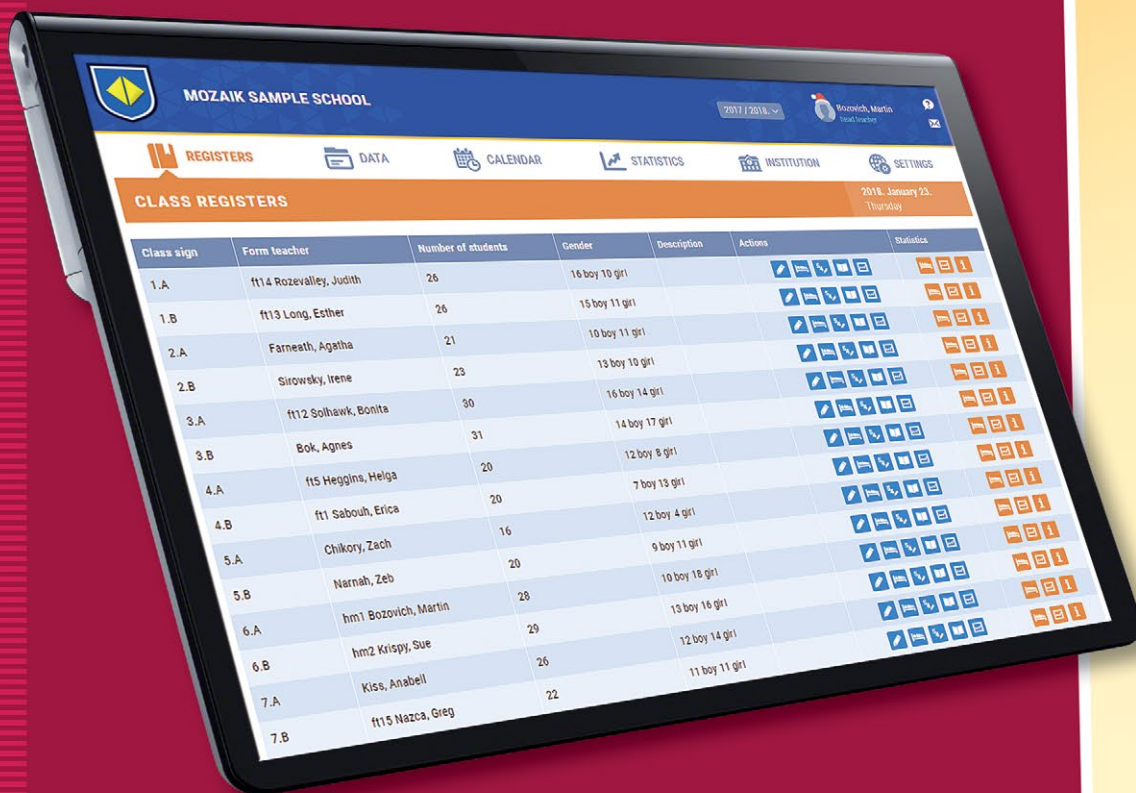 MOZAIK SAMPLE SCHOOL
2017 / 2018.
Bozovich, Martin
head teacher
REGISTERS DATA CALENDAR STATISTICS INSTITUTION SETTINGS
CLASS REGISTERS
2018. January 23.
Thursday
Class sign Form teacher Number of students Gender Description Actions Statistics
1.A ft14 Rozevalley, Judith 26 16 boy 10 girl
1.B ft13 Long, Esther 26 15 boy 11 girl
2.A Farneath, Agatha 21 10 boy 11 girl
2.B Sirowsky, Irene 23 13 boy 10 girl
3.A ft12 Solhawk, Bonita 30 16 boy 14 girl
3.B Bok, Agnes 31 14 boy 17 girl
4.A ft5 Heggins, Helga 20 12 boy 8 girl
4.B ft1 Sabouh, Erica 20 7 boy 13 girl
5.A Chikory, Zach 16 12 boy 4 girl
5.B Narnah, Zeb 20 9 boy 11 girl
6.A hm1 Bozovich, Martin 28 10 boy 18 girl
6.B hm2 Krispy, Sue 29 13 boy 16 girl
7.A Kiss, Anabell 26 12 boy 14 girl
7.B ft15 Nazca, Greg 22 11 boy 11 girl